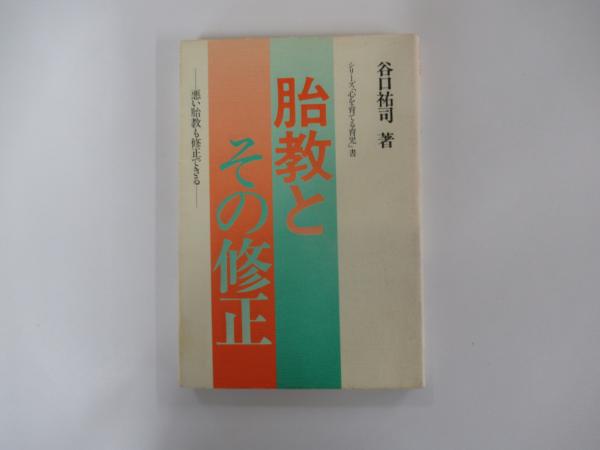 谷口祐司 著
シリーズ「心を育てる育児」書
胎教と
その修正
――悪い胎教も修正できる――